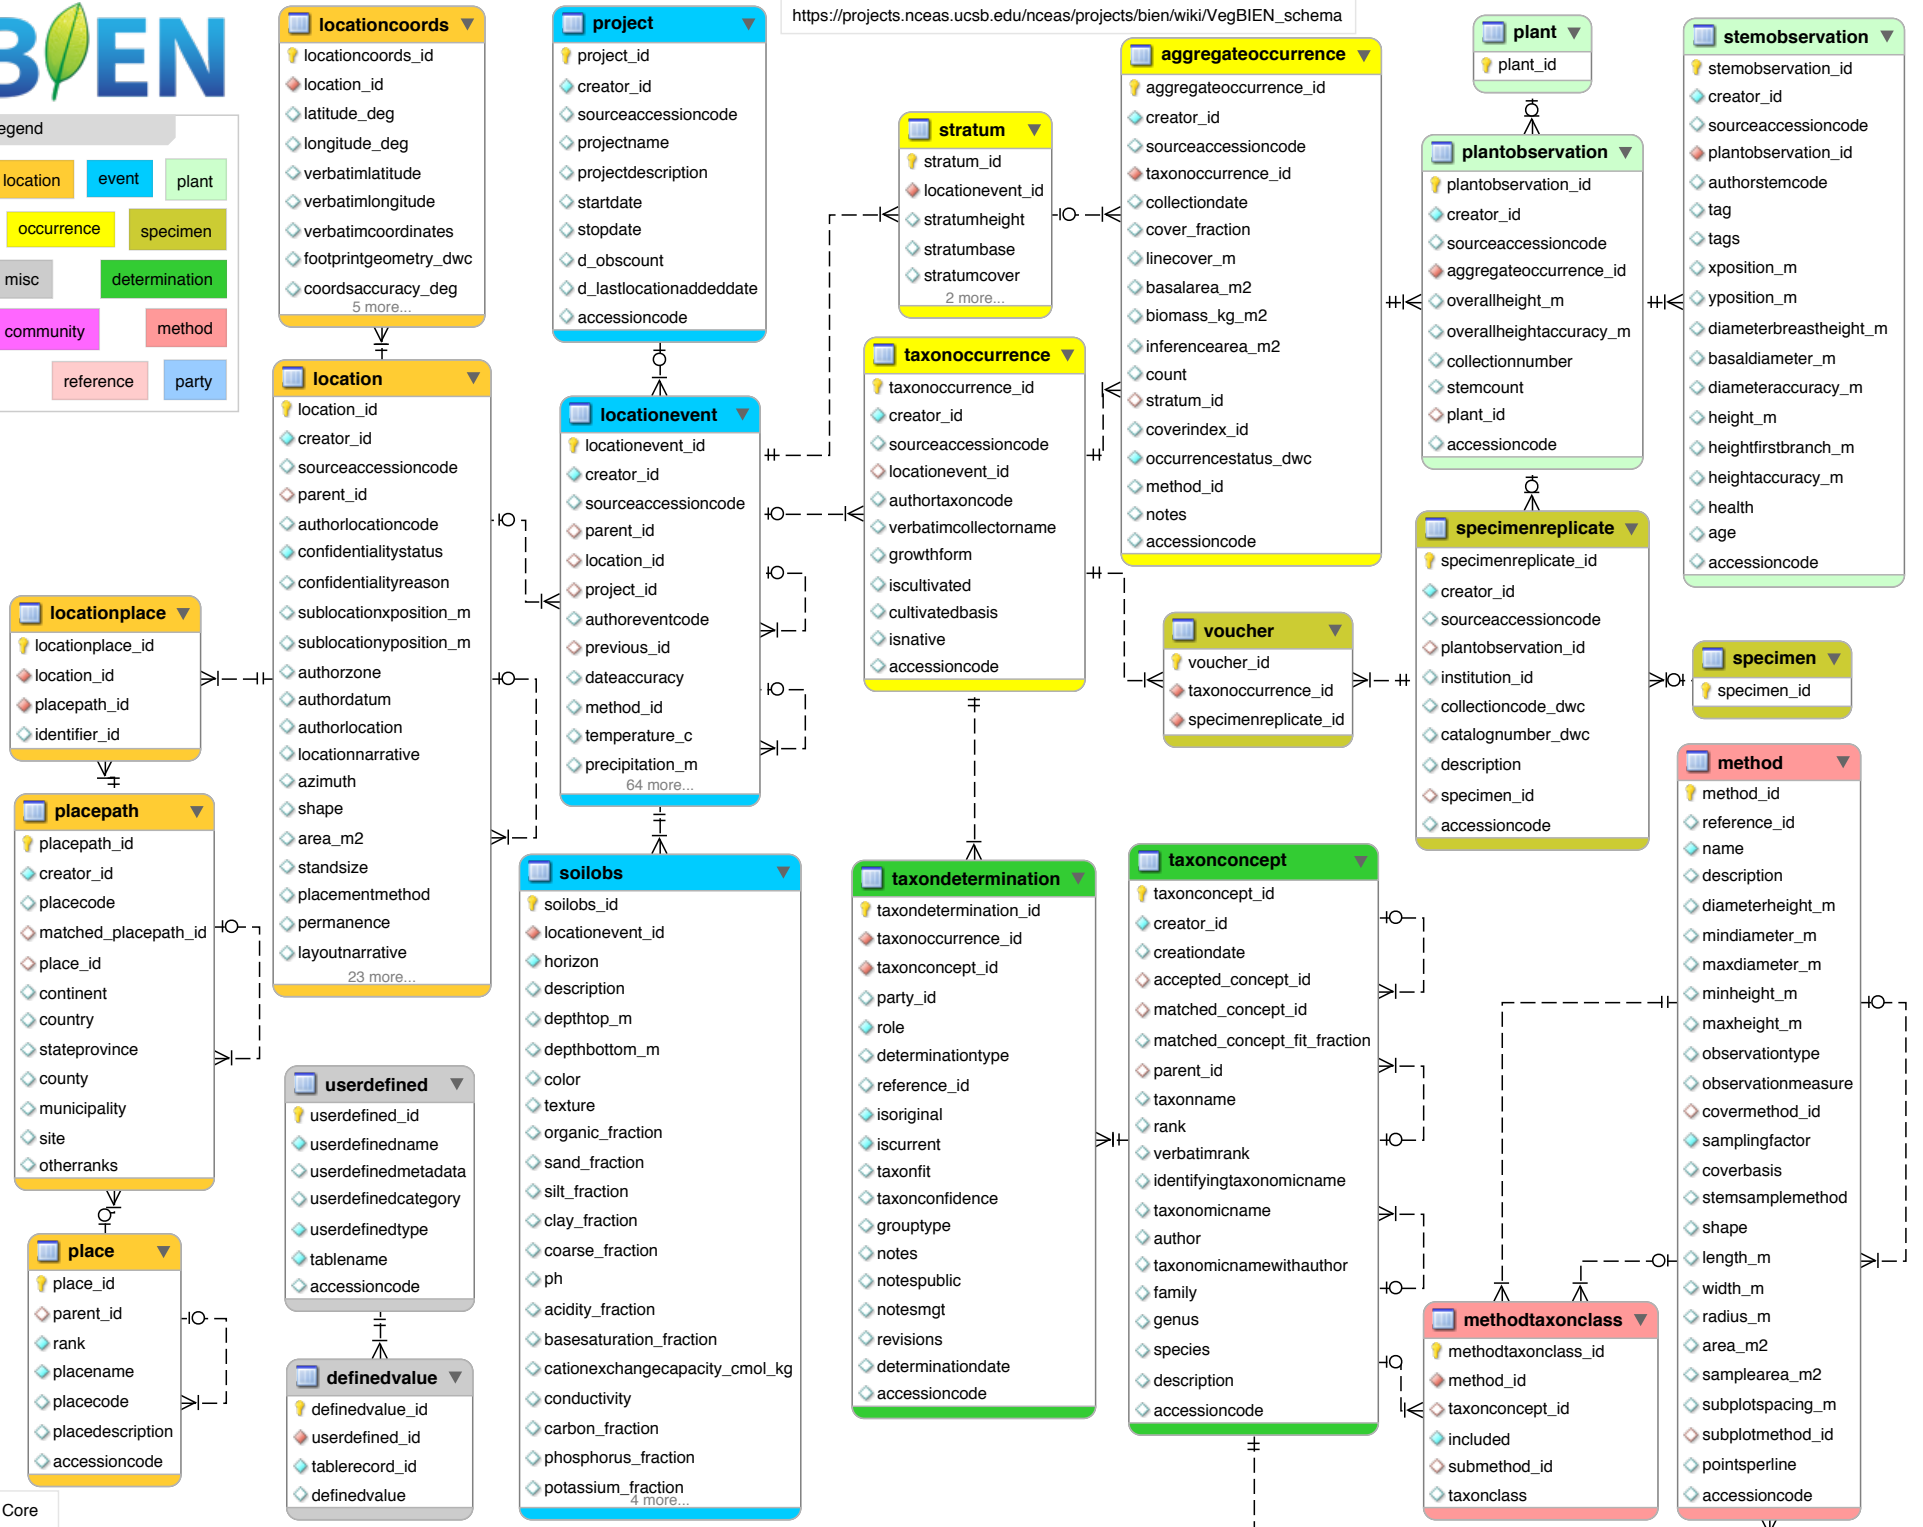 BIEN
egend
location
event
plant
occurrence
specimen
misc
determination
community
method
reference
party
https://projects.nceas.ucsb.edu/nceas/projects/bien/wiki/VegBIEN_schema
locationcoords
locationcoords_id
location_id
latitude_deg
longitude_deg
verbatimlatitude
verbatimlongitude
verbatimcoordinates
footprintgeometry_dwc
coordsaccuracy_deg
5 more...
project
project_id
creator_id
sourceaccessioncode
projectname
projectdescription
startdate
stopdate
d_obscount
d_lastlocationaddeddate
accessioncode
stratum
stratum_id
locationevent_id
stratumheight
stratumbase
stratumcover
2 more...
aggregateoccurrence
aggregateoccurrence_id
creator_id
sourceaccessioncode
taxonoccurrence_id
collectiondate
cover_fraction
linecover_m
basalarea_m2
biomass_kg_m2
inferencearea_m2
count
stratum_id
coverindex_id
occurrencestatus_dwc
method_id
notes
accessioncode
plant
plant_id
plantobservation
plantobservation_id
creator_id
sourceaccessioncode
aggregateoccurrence_id
overallheight_m
overallheightaccuracy_m
collectionnumber
stemcount
plant_id
accessioncode
stemobservation
stemobservation_id
creator_id
sourceaccessioncode
plantobservation_id
authorstemcode
tag
tags
xposition_m
yposition_m
diameterbreastheight_m
basaldiameter_m
diameteraccuracy_m
height_m
heightfirstbranch_m
heightaccuracy_m
health
age
accessioncode
location
location_id
creator_id
sourceaccessioncode
parent_id
authorlocationcode
confidentialitystatus
confidentialityreason
sublocationxposition_m
sublocationyposition_m
authorzone
authordatum
authorlocation
locationnarrative
azimuth
shape
area_m2
standsize
placementmethod
permanence
layoutnarrative
23 more...
locationevent
locationevent_id
creator_id
sourceaccessioncode
parent_id
location_id
project_id
authoreventcode
previous_id
dateaccuracy
method_id
temperature_c
precipitation_m
64 more...
taxonoccurrence
taxonoccurrence_id
creator_id
sourceaccessioncode
locationevent_id
authortaxoncode
verbatimcollectorname
growthform
iscultivated
cultivatedbasis
isnative
accessioncode
voucher
voucher_id
taxonoccurrence_id
specimenreplicate_id
specimenreplicate
specimenreplicate_id
creator_id
sourceaccessioncode
plantobservation_id
institution_id
collectioncode_dwc
catalognumber_dwc
description
specimen_id
accessioncode
specimen
specimen_id
locationplace
locationplace_id
location_id
placepath_id
identifier_id
placepath
placepath_id
creator_id
placecode
matched_placepath_id
place_id
continent
country
stateprovince
county
municipality
site
otherranks
place
place_id
parent_id
rank
placename
placecode
placedescription
accessioncode
Core
userdefined
userdefined_id
userdefinedname
userdefinedmetadata
userdefinedcategory
userdefinedtype
tablename
accessioncode
definedvalue
definedvalue_id
userdefined_id
tablerecord_id
definedvalue
soilobs
soilobs_id
locationevent_id
horizon
description
depthtop_m
depthbottom_m
color
texture
organic_fraction
sand_fraction
silt_fraction
clay_fraction
coarse_fraction
ph
acidity_fraction
basesaturation_fraction
cationexchangecapacity_cmol_kg
conductivity
carbon_fraction
phosphorus_fraction
potassium_fraction
4 more...
taxondetermination
taxondetermination_id
taxonoccurrence_id
taxonconcept_id
party_id
role
determinationtype
reference_id
isoriginal
iscurrent
taxonfit
taxonconfidence
grouptype
notes
notespublic
notesmgt
revisions
determinationdate
accessioncode
taxonconcept
taxonconcept_id
creator_id
creationdate
accepted_concept_id
matched_concept_id
matched_concept_fit_fraction
parent_id
taxonname
rank
verbatimrank
identifyingtaxonomicname
taxonomicname
author
taxonomicnamewithauthor
family
genus
species
description
accessioncode
method
method_id
reference_id
name
description
diameterheight_m
mindiameter_m
maxdiameter_m
minheight_m
maxheight_m
observationtype
observationmeasure
covermethod_id
samplingfactor
coverbasis
stemsamplemethod
shape
length_m
width_m
radius_m
area_m2
samplearea_m2
subplotspacing_m
subplotmethod_id
pointsperline
accessioncode
methodtaxonclass
methodtaxonclass_id
method_id
taxonconcept_id
included
submethod_id
taxonclass